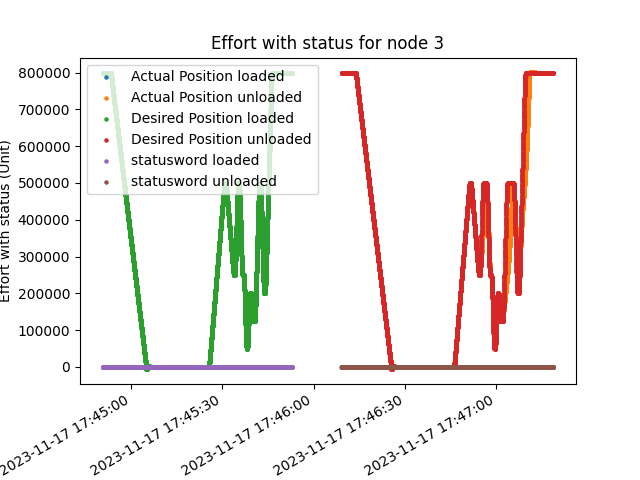 Effort with status for node 3
Effort with status (Unit)
800000
700000
600000
500000
400000
300000
200000
100000
0
Actual Position loaded
Actual Position unloaded
Desired Position loaded
Desired Position unloaded
statusword loaded
statusword unloaded
2023-11-17 17:45:00
2023-11-17 17:45:30
2023-11-17 17:46:00
2023-11-17 17:46:30
2023-11-17 17:47:00